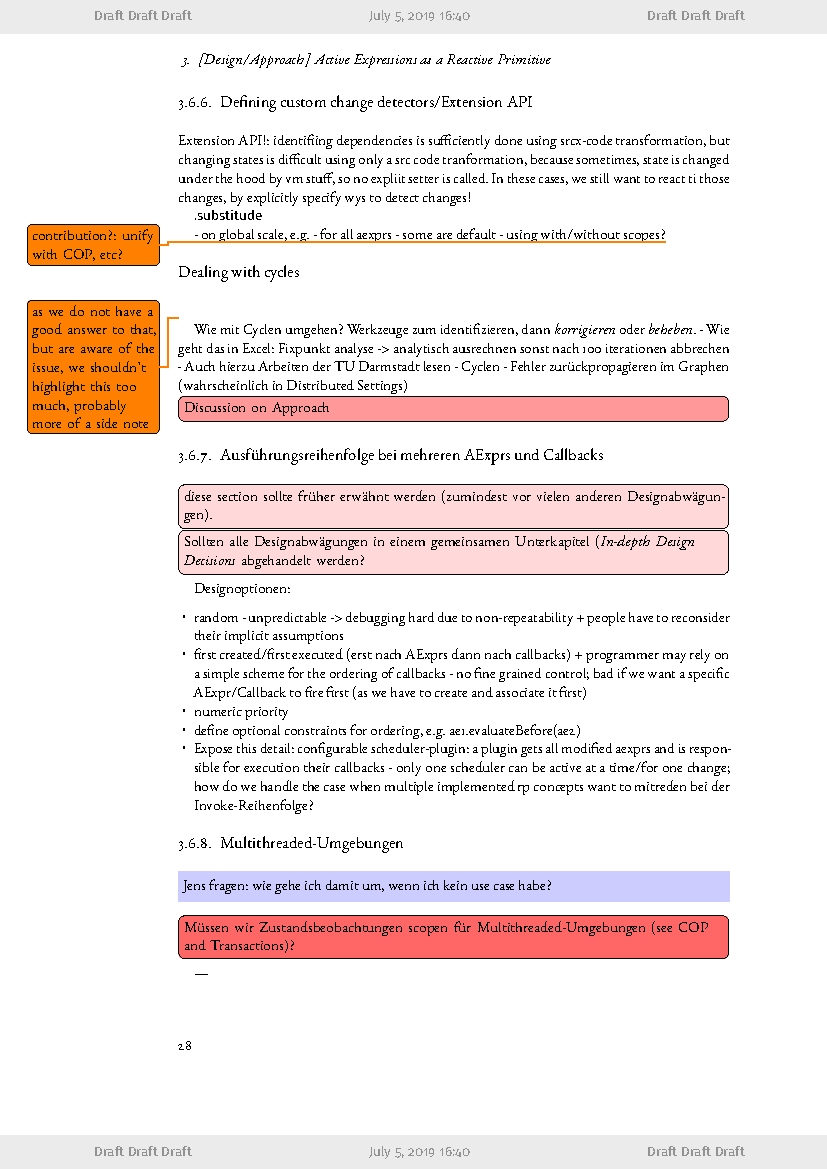 Draft Draft Draft July 5, 2019 16:40 Draft Draft Draft
3. [Design/Approach] Active Expressions as a Reactive Primitive
3.6.6. Defining custom change detectors/Extension API
Extension API!: identifiing dependencies is sufficiently done using srcx-code transformation, but
changing states is difficult using only a src code tranformation, because sometimes, state is changed
under the hood by vm stuff, so no expliit setter is called. In these cases, we still want to react ti those
changes, by explicitly specify wys to detect changes!
.substitude
- on global scale, e.g. - for all aexprs - some are default - using with/without scopes?
contribution?: unify
with COP, etc?
Dealing with cycles
as we do not have a
good answer to that,
but are aware of the
issue, we shouldn't
highlight this too
much, probably
more of a side note
Wie mit Cyclen umgehen? Werkzeuge zum identifizieren, dann korrigieren oder beheben. - Wie
geht das in Excel: Fixpunkt analyse -> analytisch ausrechnen sonst nach 100 iterationen abbrechen
- Auch hierzu Arbeiten der TU Darmstadt lesen - Cyclen - Fehler zurückpropagieren im Graphen
(wahrscheinlich in Distributed Settings)
Discussion on Approach
3.6.7. Ausführungsreihenfolge bei mehreren AExprs und Callbacks
diese section sollte früher erwähnt werden (zumindest vor vielen anderen Designabwägun-
gen).
Sollten alle Designabwägungen in einem gemeinsamen Unterkapitel (In-depth Design
Decisions abgehandelt werden?
Designoptionen:
• random - unpredictable -> debugging hard due to non-repeatability + people have to reconsider
their implicit assumptions
• first created/first executed (erst nach AExprs dann nach callbacks) + programmer may rely on
a simple scheme for the ordering of callbacks - no fine grained control; bad if we want a specific
AExpr/Callback to fire first (as we have to create and associate it first)
• numeric priority
• define optional constraints for ordering, e.g. ae1.evaluateBefore(ae2)
• Expose this detail: configurable scheduler-plugin: a plugin gets all modified aexprs and is respon-
sible for execution their callbacks - only one scheduler can be active at a time/for one change;
how do we handle the case when multiple implemented rp concepts want to mitreden bei der
Invoke-Reihenfolge?
3.6.8. Multithreaded-Umgebungen
Jens fragen: wie gehe ich damit um, wenn ich kein use case habe?
Müssen wir Zustandsbeobachtungen scopen für Multithreaded-Umgebungen (see COP
and Transactions)?
—
28
Draft Draft Draft July 5, 2019 16:40 Draft Draft Draft